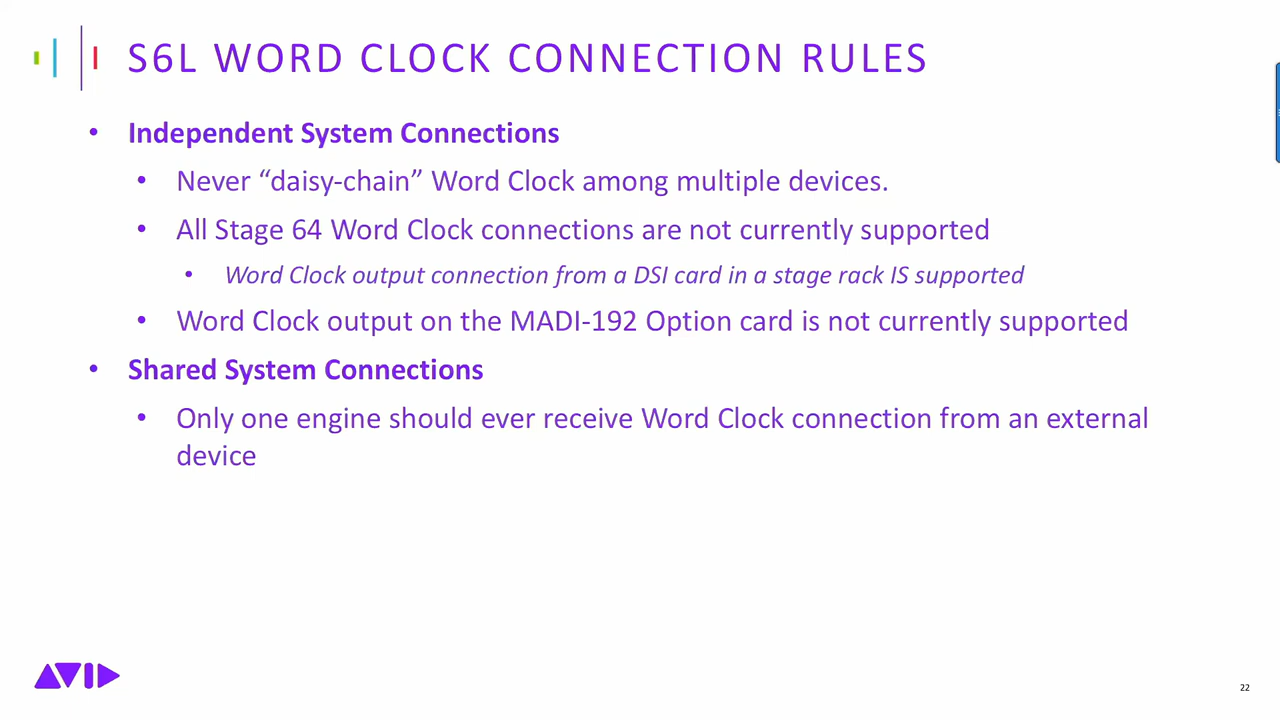 S6L WORD CLOCK CONNECTION RULES
• Independent System Connections
• Never “daisy-chain” Word Clock among multiple devices.
• All Stage 64 Word Clock connections are not currently supported
• Word Clock output connection from a DSI card in a stage rack IS supported
• Word Clock output on the MADI-192 Option card is not currently supported
• Shared System Connections
• Only one engine should ever receive Word Clock connection from an external
device
AVID
22